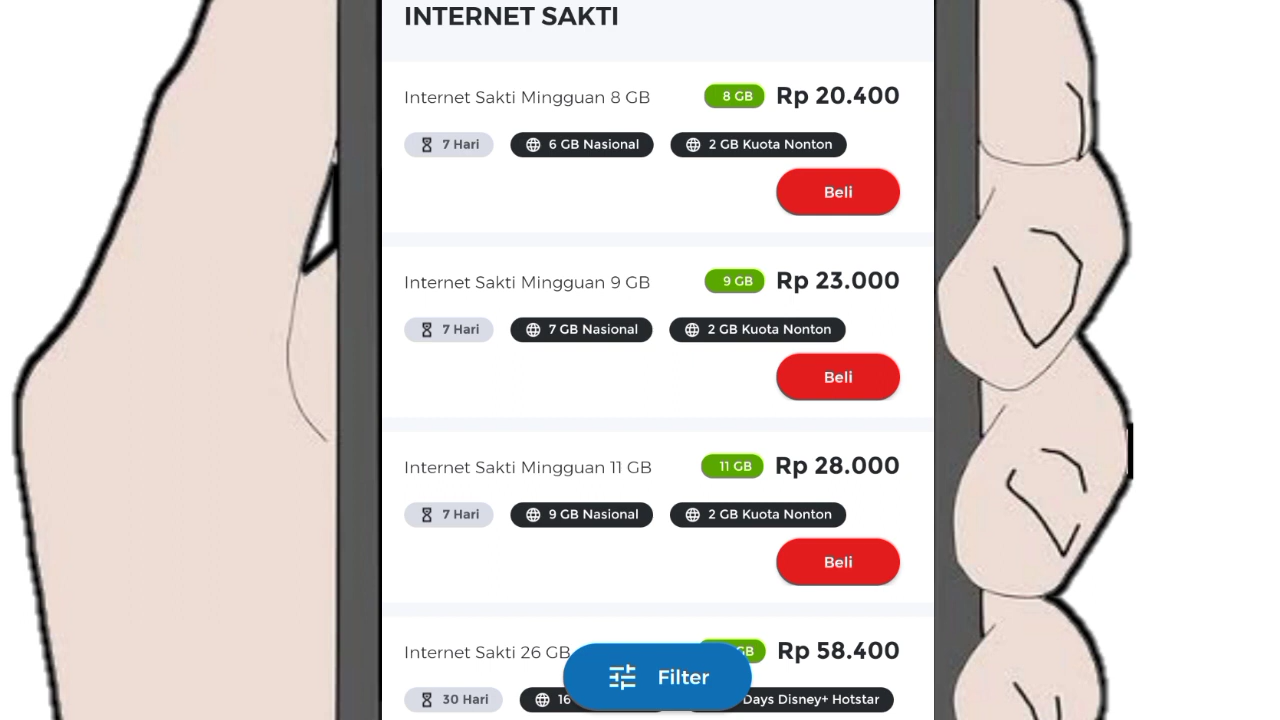 INTERNET SAKTI
Internet Sakti Mingguan 8 GB 8 GB Rp 20.400
7 Hari 6 GB Nasional 2 GB Kuota Nonton
Beli
Internet Sakti Mingguan 9 GB 9 GB Rp 23.000
7 Hari 7 GB Nasional 2 GB Kuota Nonton
Beli
Internet Sakti Mingguan 11 GB 11 GB Rp 28.000
7 Hari 9 GB Nasional 2 GB Kuota Nonton
Beli
Internet Sakti 26 GB GB Rp 58.400
Filter
30 Hari 16 Days Disney+ Hotstar